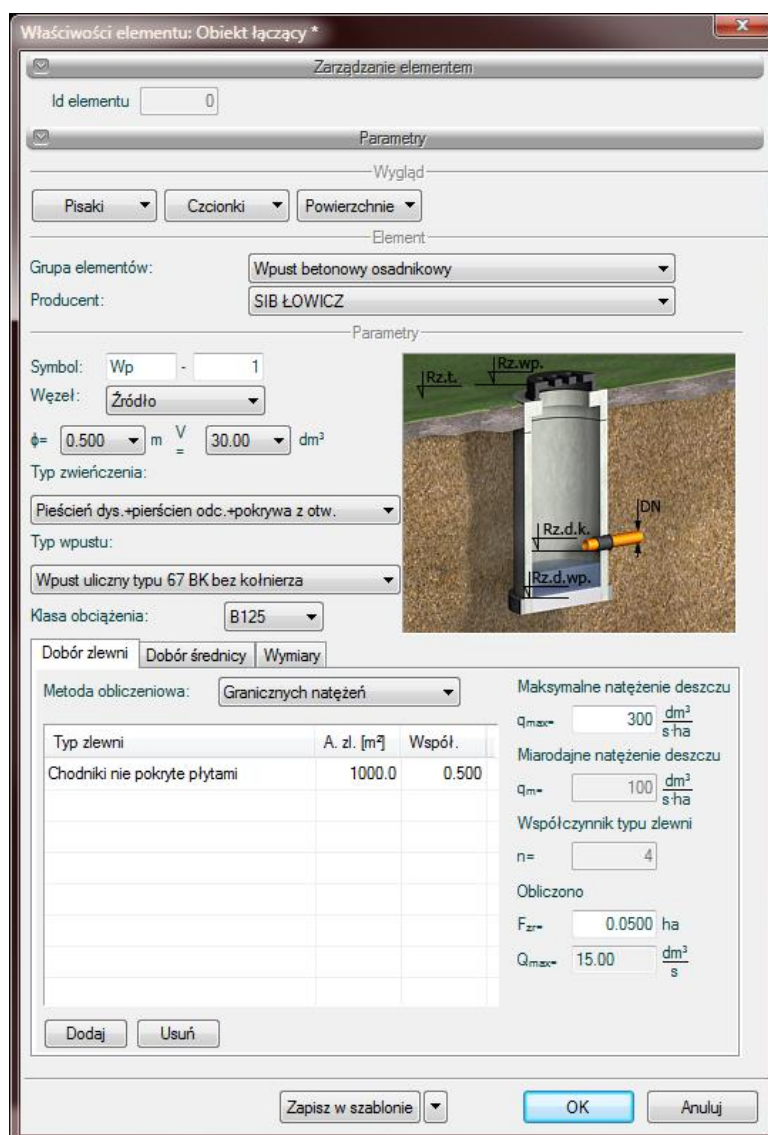 Właściwości elementu: Obiekt łączący *
Zarządzanie elementem
Id elementu 0
Parametry
Wygląd
Pisaki Czcionki Powierzchnie
Element
Grupa elementów: Wpust betonowy osadnikowy
Producent: SIB ŁOWICZ
Parametry
Symbol: Wp - 1
Węzeł: Źródło
ϕ= 0.500 m V = 30.00 dm³
Typ zwieńczenia:
Pieścień dys.+pierścien odc.+pokrywa z otw.
Typ wpustu:
Wpust uliczny typu 67 BK bez kołnierza
Klasa obciążenia: B125
Rz.t. Rz.wp.
DN
Rz.d.k.
Rz.d.wp.
Dobór zlewni Dobór średnicy Wymiary
Metoda obliczeniowa: Granicznych natężeń
Typ zlewni A. zl. [m²] Współ.
Chodniki nie pokryte płytami 1000.0 0.500
Dodaj Usuń
Maksymalne natężenie deszczu
qmax= 300 dm³/s·ha
Miarodajne natężenie deszczu
qm= 100 dm³/s·ha
Współczynnik typu zlewni
n= 4
Obliczono
Fzr= 0.0500 ha
Qmax= 15.00 dm³/s
Zapisz w szablonie OK Anuluj